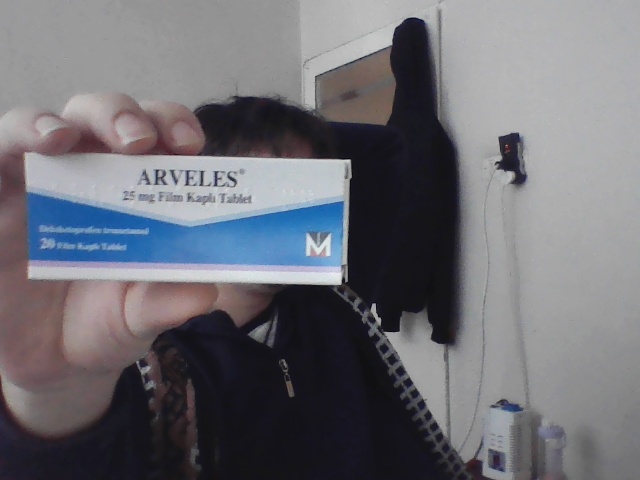 ARVELES®
25 mg Film Kaplı Tablet
Deksketoprofen trometamol
20 Film Kaplı Tablet
M